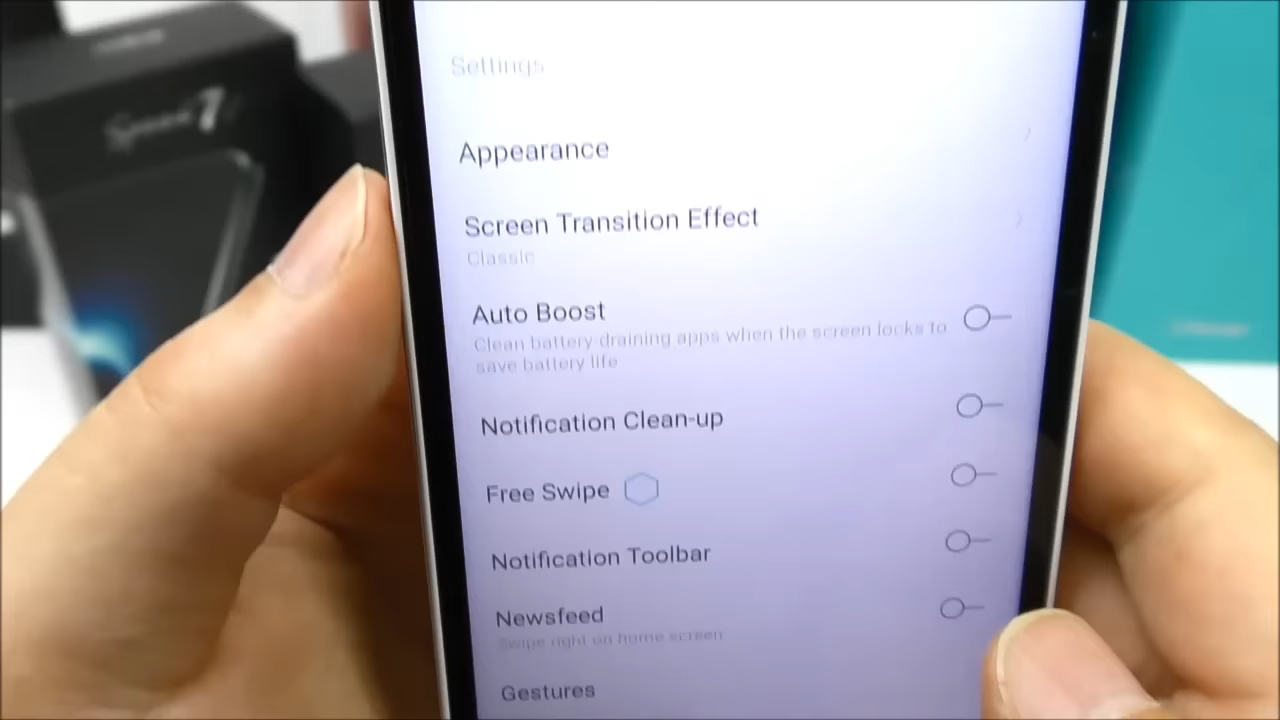 Settings
Appearance
Screen Transition Effect
Classic
Auto Boost
Clean battery-draining apps when the screen locks to
save battery life
Notification Clean-up
Free Swipe
Notification Toolbar
Newsfeed
Swipe right on home screen
Gestures